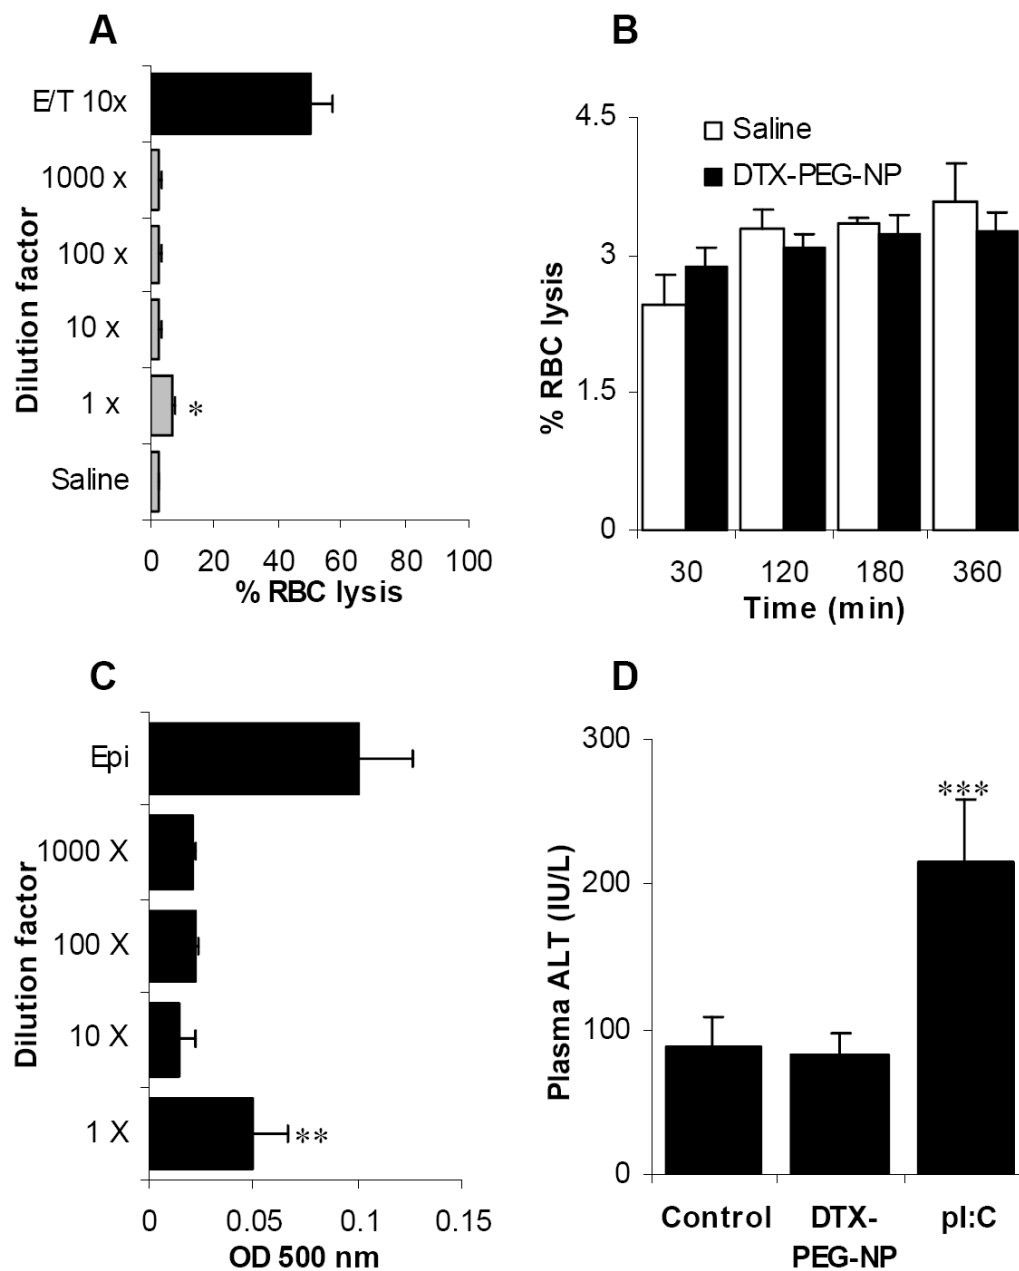 A
E/T 10x
1000 x
100 x
10 x
1 x
*
Saline
Dilution factor
0 20 40 60 80 100
% RBC lysis
B
Saline
DTX-PEG-NP
4.5
3
1.5
0
% RBC lysis
30 120 180 360
Time (min)
C
Epi
1000 X
100 X
10 X
1 X
**
Dilution factor
0 0.05 0.1 0.15
OD 500 nm
D
300
200
100
0
***
Plasma ALT (IU/L)
Control DTX- pI:C
PEG-NP